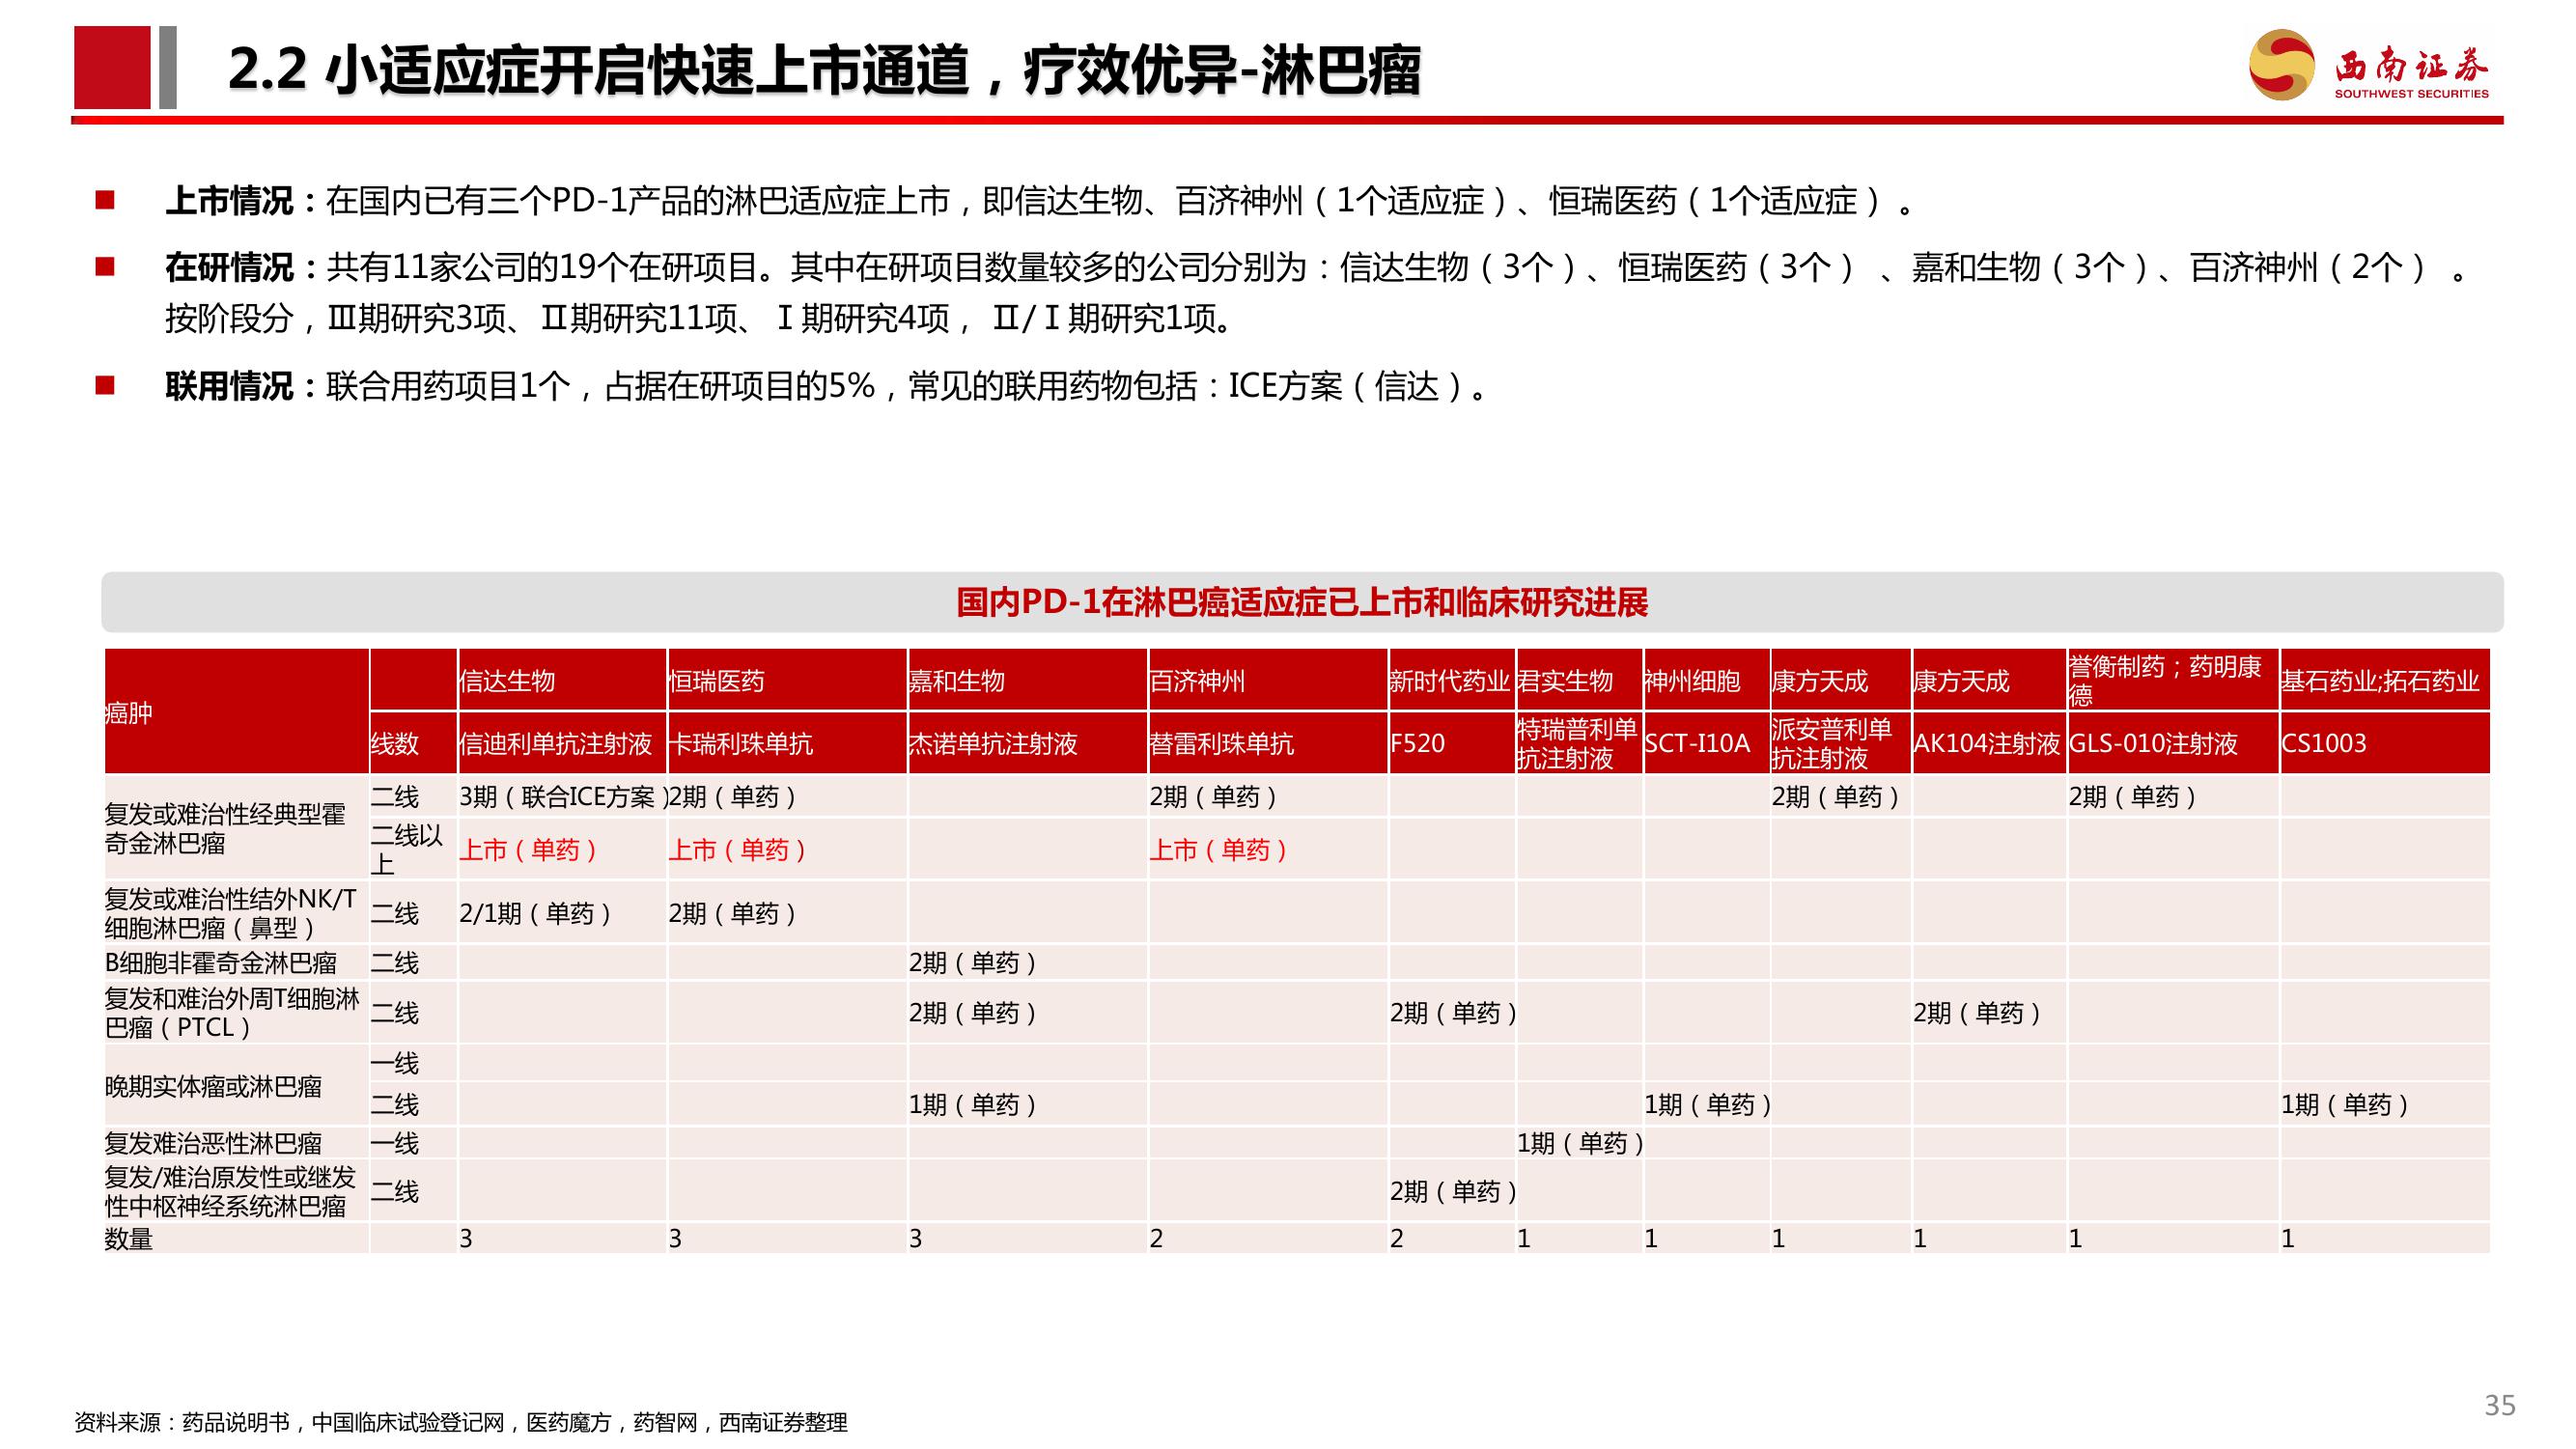 2.2 小适应症开启快速上市通道，疗效优异-淋巴瘤
西南证券
SOUTHWEST SECURITIES
上市情况：在国内已有三个PD-1产品的淋巴适应症上市，即信达生物、百济神州（1个适应症）、恒瑞医药（1个适应症）。
在研情况：共有11家公司的19个在研项目。其中在研项目数量较多的公司分别为：信达生物（3个）、恒瑞医药（3个） 、嘉和生物（3个）、百济神州（2个） 。
按阶段分，Ⅲ期研究3项、Ⅱ期研究11项、Ⅰ期研究4项，Ⅱ/Ⅰ期研究1项。
联用情况：联合用药项目1个，占据在研项目的5%，常见的联用药物包括：ICE方案（信达）。
国内PD-1在淋巴癌适应症已上市和临床研究进展
癌肿 信达生物 恒瑞医药 嘉和生物 百济神州 新时代药业 君实生物 神州细胞 康方天成 康方天成 誉衡制药；药明康
德 基石药业;拓石药业
线数 信迪利单抗注射液 卡瑞利珠单抗 杰诺单抗注射液 替雷利珠单抗 F520 特瑞普利单
抗注射液 SCT-I10A 派安普利单
抗注射液 AK104注射液 GLS-010注射液 CS1003
复发或难治性经典型霍
奇金淋巴瘤
二线 3期（联合ICE方案） 2期（单药） 2期（单药） 2期（单药） 2期（单药）
二线以
上 上市（单药） 上市（单药） 上市（单药）
复发或难治性结外NK/T
细胞淋巴瘤（鼻型） 二线 2/1期（单药） 2期（单药）
B细胞非霍奇金淋巴瘤 二线 2期（单药）
复发和难治外周T细胞淋
巴瘤（PTCL） 二线 2期（单药） 2期（单药） 2期（单药）
晚期实体瘤或淋巴瘤
一线
二线 1期（单药） 1期（单药） 1期（单药）
复发难治恶性淋巴瘤 一线 1期（单药）
复发/难治原发性或继发
性中枢神经系统淋巴瘤 二线 2期（单药）
数量 3 3 3 2 2 1 1 1 1 1 1
资料来源：药品说明书，中国临床试验登记网，医药魔方，药智网，西南证券整理
35